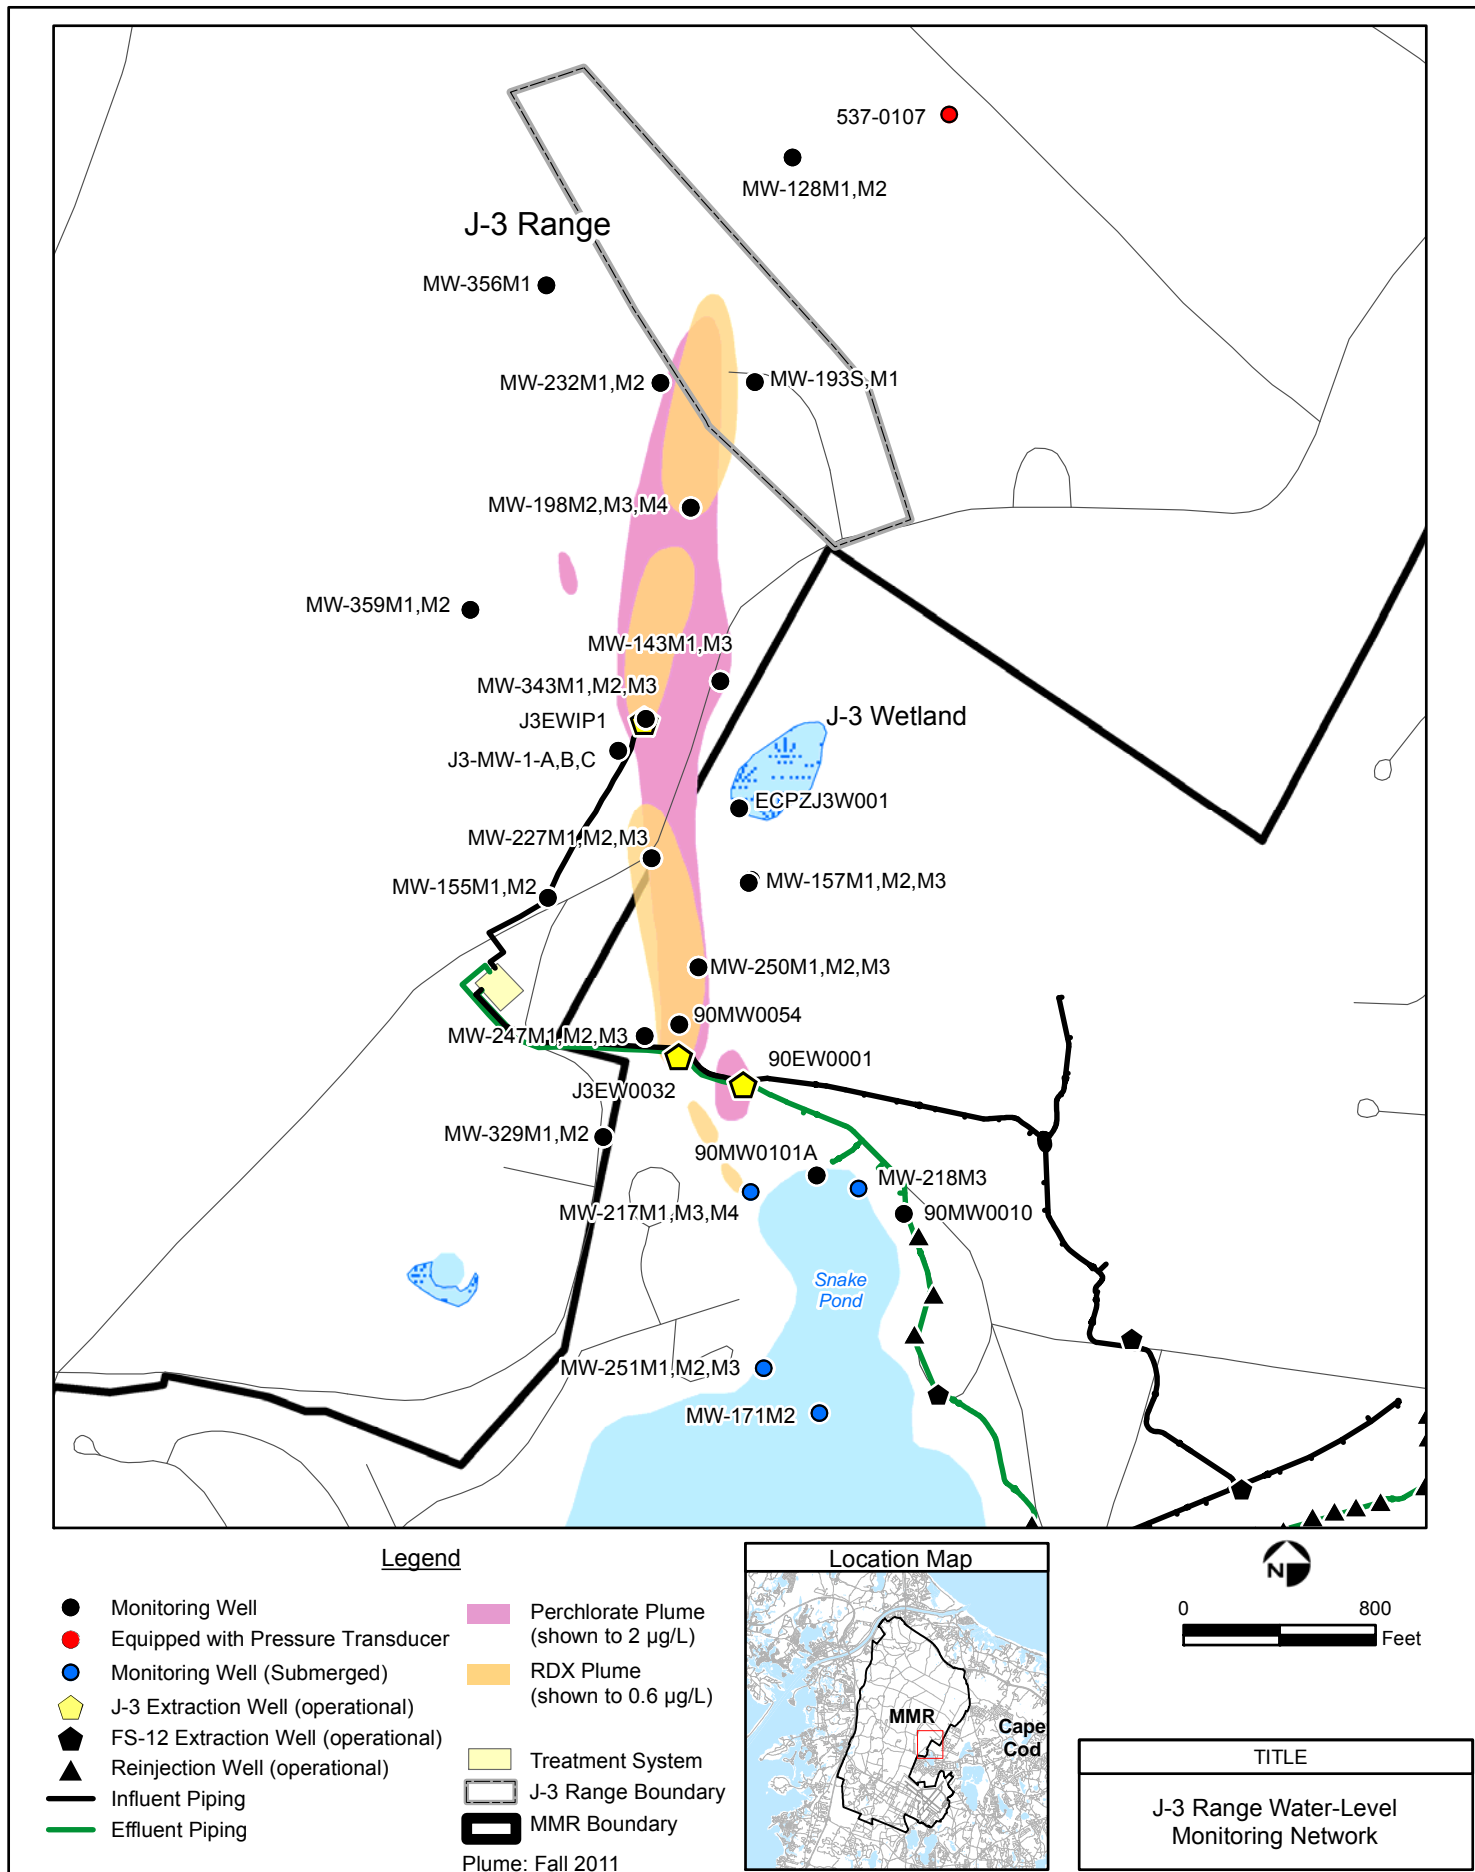 537-0107
MW-128M1,M2
J-3 Range
MW-356M1
MW-232M1,M2
MW-193S,M1
MW-198M2,M3,M4
MW-359M1,M2
MW-143M1,M3
MW-343M1,M2,M3
J3EWIP1
J-3 Wetland
J3-MW-1-A,B,C
ECPZJ3W001
MW-227M1,M2,M3
MW-155M1,M2
MW-157M1,M2,M3
MW-250M1,M2,M3
90MW0054
MW-247M1,M2,M3
90EW0001
J3EW0032
MW-329M1,M2
90MW0101A
MW-218M3
MW-217M1,M3,M4
90MW0010
Snake
Pond
MW-251M1,M2,M3
MW-171M2
Legend
Monitoring Well
Equipped with Pressure Transducer
Monitoring Well (Submerged)
J-3 Extraction Well (operational)
FS-12 Extraction Well (operational)
Reinjection Well (operational)
Influent Piping
Effluent Piping
Perchlorate Plume
(shown to 2 µg/L)
RDX Plume
(shown to 0.6 µg/L)
Treatment System
J-3 Range Boundary
MMR Boundary
Plume: Fall 2011
Location Map
MMR
Cape
Cod
N
0 800
Feet
TITLE
J-3 Range Water-Level
Monitoring Network